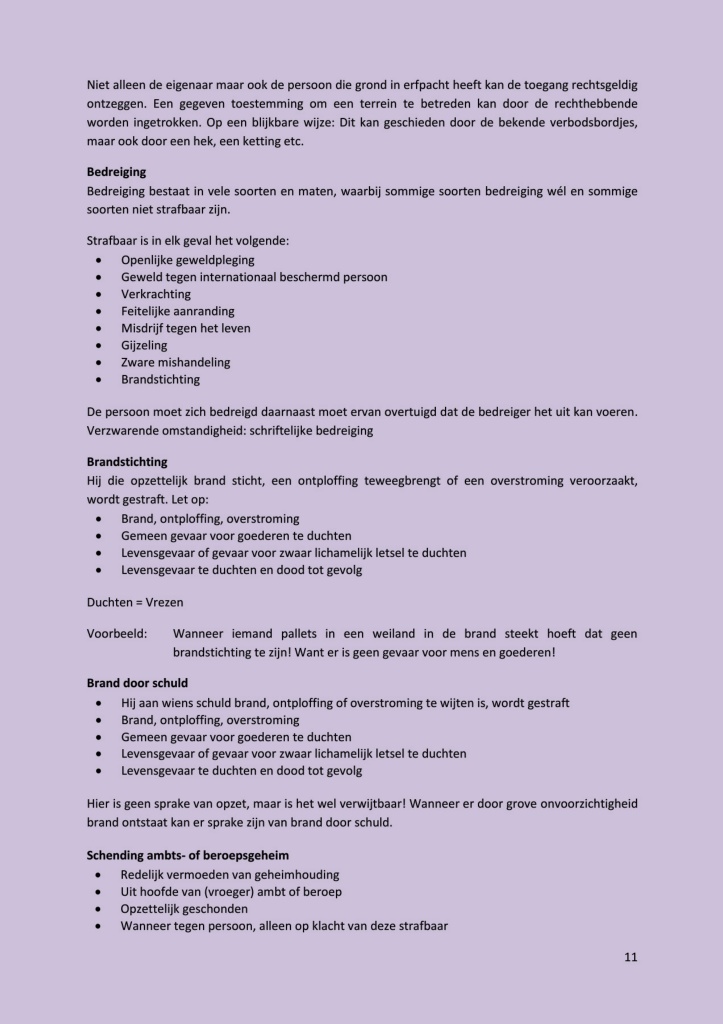 Niet alleen de eigenaar maar ook de persoon die grond in erfpacht heeft kan de toegang rechtsgeldig
ontzeggen. Een gegeven toestemming om een terrein te betreden kan door de rechthebbende
worden ingetrokken. Op een blijkbare wijze: Dit kan geschieden door de bekende verbodsbordjes,
maar ook door een hek, een ketting etc.
Bedreiging
Bedreiging bestaat in vele soorten en maten, waarbij sommige soorten bedreiging wél en sommige
soorten niet strafbaar zijn.
Strafbaar is in elk geval het volgende:
• Openlijke geweldpleging
• Geweld tegen internationaal beschermd persoon
• Verkrachting
• Feitelijke aanranding
• Misdrijf tegen het leven
• Gijzeling
• Zware mishandeling
• Brandstichting
De persoon moet zich bedreigd daarnaast moet ervan overtuigd dat de bedreiger het uit kan voeren.
Verzwarende omstandigheid: schriftelijke bedreiging
Brandstichting
Hij die opzettelijk brand sticht, een ontploffing teweegbrengt of een overstroming veroorzaakt,
wordt gestraft. Let op:
• Brand, ontploffing, overstroming
• Gemeen gevaar voor goederen te duchten
• Levensgevaar of gevaar voor zwaar lichamelijk letsel te duchten
• Levensgevaar te duchten en dood tot gevolg
Duchten = Vrezen
Voorbeeld: Wanneer iemand pallets in een weiland in de brand steekt hoeft dat geen
brandstichting te zijn! Want er is geen gevaar voor mens en goederen!
Brand door schuld
• Hij aan wiens schuld brand, ontploffing of overstroming te wijten is, wordt gestraft
• Brand, ontploffing, overstroming
• Gemeen gevaar voor goederen te duchten
• Levensgevaar of gevaar voor zwaar lichamelijk letsel te duchten
• Levensgevaar te duchten en dood tot gevolg
Hier is geen sprake van opzet, maar is het wel verwijtbaar! Wanneer er door grove onvoorzichtigheid
brand ontstaat kan er sprake zijn van brand door schuld.
Schending ambts- of beroepsgeheim
• Redelijk vermoeden van geheimhouding
• Uit hoofde van (vroeger) ambt of beroep
• Opzettelijk geschonden
• Wanneer tegen persoon, alleen op klacht van deze strafbaar
11